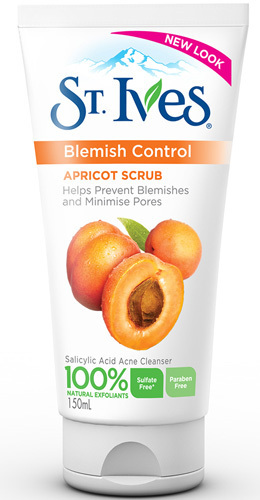 NEW LOOK
ST. IVES®
Blemish Control
APRICOT SCRUB
Helps Prevent Blemishes
and Minimise Pores
Salicylic Acid Acne Cleanser
100%
NATURAL EXFOLIANTS
Sulfate
Free*
Paraben
Free
150mL